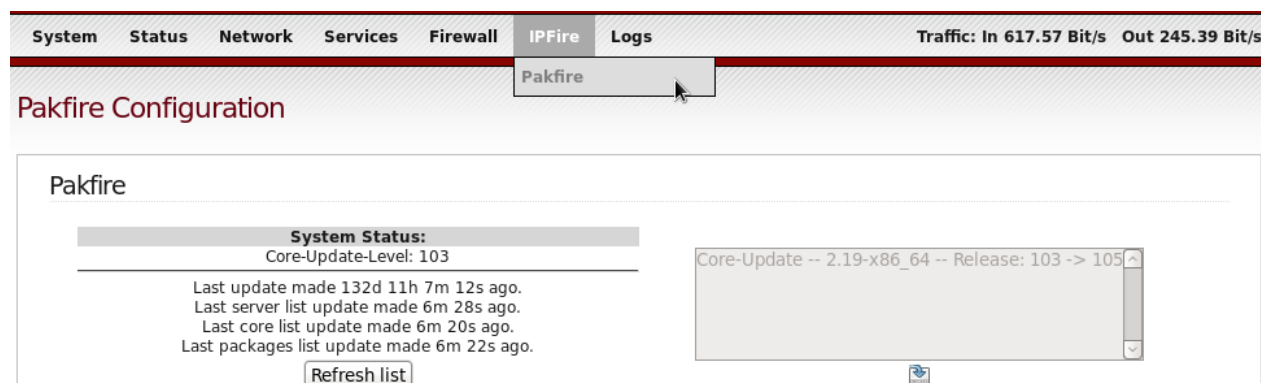 System Status Network Services Firewall IPFire Logs Traffic: In 617.57 Bit/s Out 245.39 Bit/s
Pakfire
Pakfire Configuration
Pakfire
System Status:
Core-Update-Level: 103
Core-Update -- 2.19-x86_64 -- Release: 103 -> 105
Last update made 132d 11h 7m 12s ago.
Last server list update made 6m 28s ago.
Last core list update made 6m 20s ago.
Last packages list update made 6m 22s ago.
Refresh list